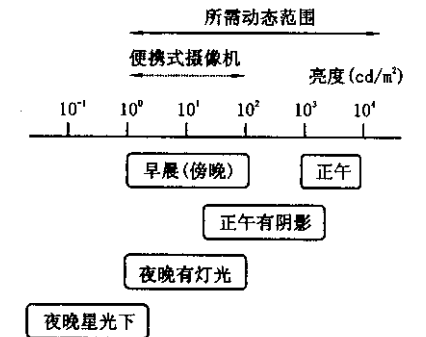 所需动态范围
便携式摄像机
亮度(cd/m²)
10⁻¹ 10⁰ 10¹ 10² 10³ 10⁴
早晨(傍晚) 正午
正午有阴影
夜晚有灯光
夜晚星光下